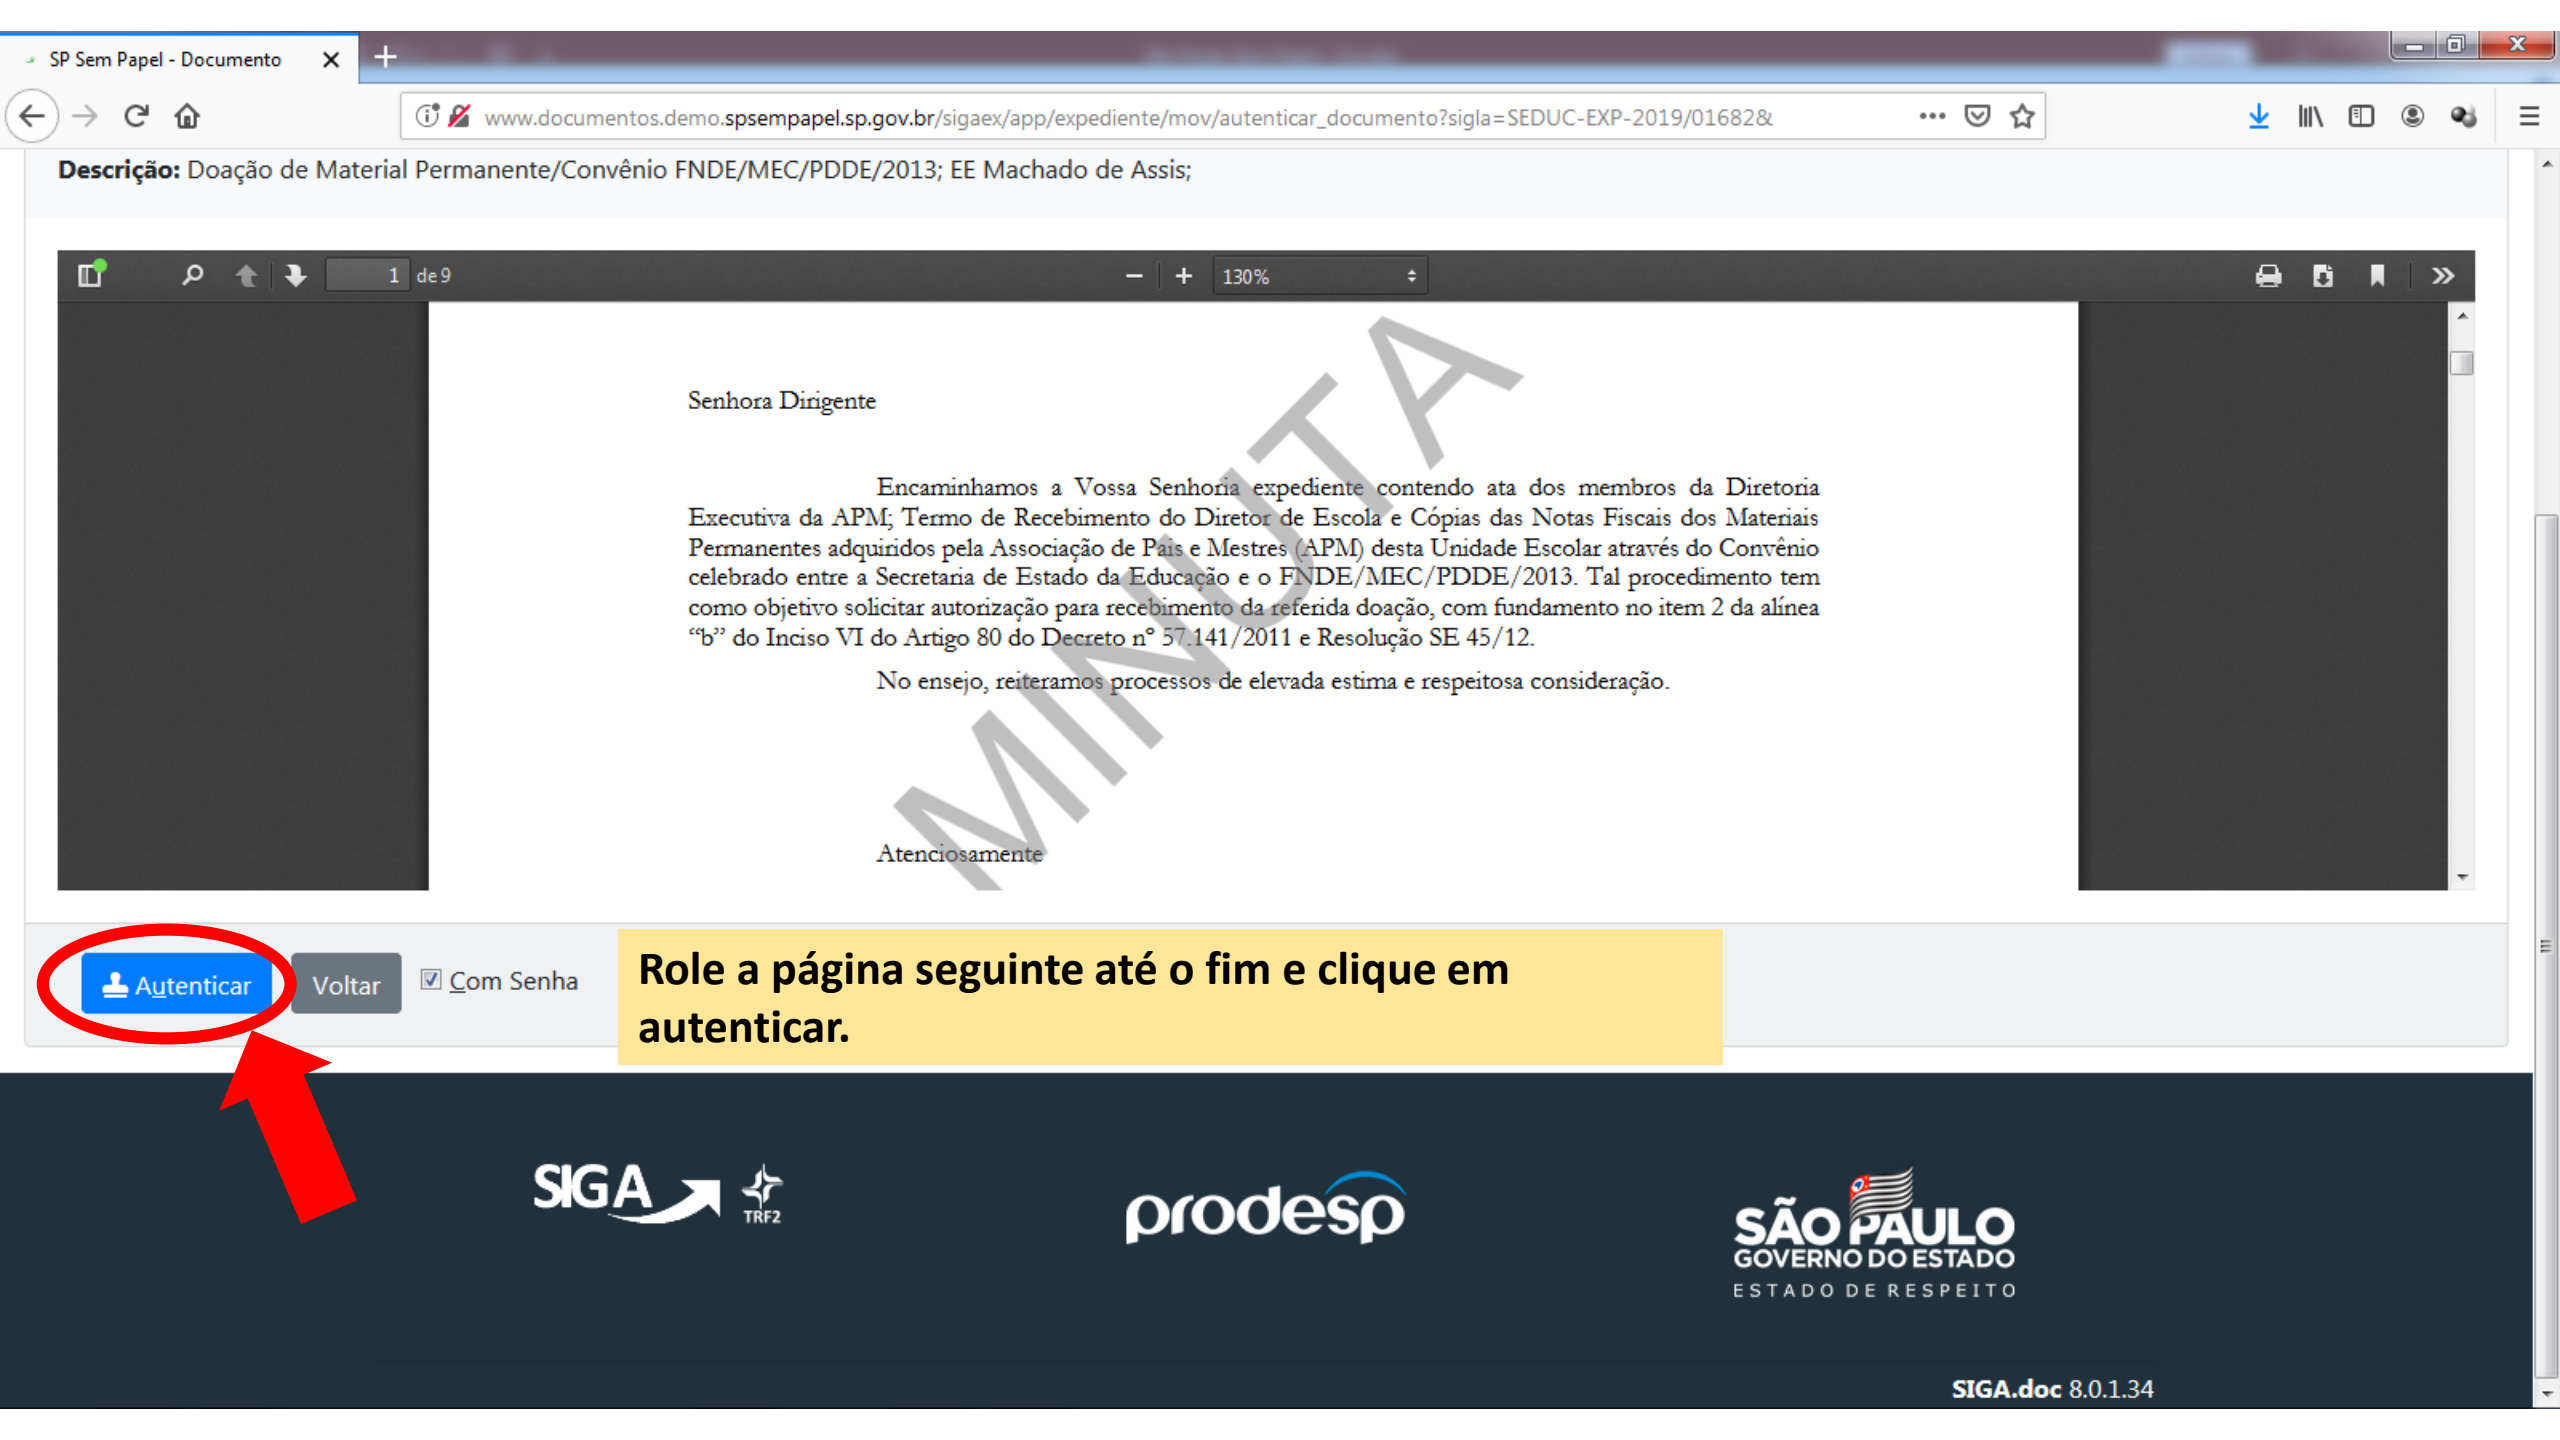 SP Sem Papel - Documento
www.documentos.demo.spsempapel.sp.gov.br/sigaex/app/expediente/mov/autenticar_documento?sigla=SEDUC-EXP-2019/01682&
Descrição: Doação de Material Permanente/Convênio FNDE/MEC/PDDE/2013; EE Machado de Assis;
1 de 9
130%
MINUTA
Senhora Dirigente
Encaminhamos a Vossa Senhoria expediente contendo ata dos membros da Diretoria
Executiva da APM; Termo de Recebimento do Diretor de Escola e Cópias das Notas Fiscais dos Materiais
Permanentes adquiridos pela Associação de Pais e Mestres (APM) desta Unidade Escolar através do Convênio
celebrado entre a Secretaria de Estado da Educação e o FNDE/MEC/PDDE/2013. Tal procedimento tem
como objetivo solicitar autorização para recebimento da referida doação, com fundamento no item 2 da alínea
“b” do Inciso VI do Artigo 80 do Decreto nº 57.141/2011 e Resolução SE 45/12.
No ensejo, reiteramos processos de elevada estima e respeitosa consideração.
Atenciosamente
Autenticar
Voltar
Com Senha
Role a página seguinte até o fim e clique em
autenticar.
SIGA
TRF2
prodesp
SÃO PAULO
GOVERNO DO ESTADO
ESTADO DE RESPEITO
SIGA.doc 8.0.1.34